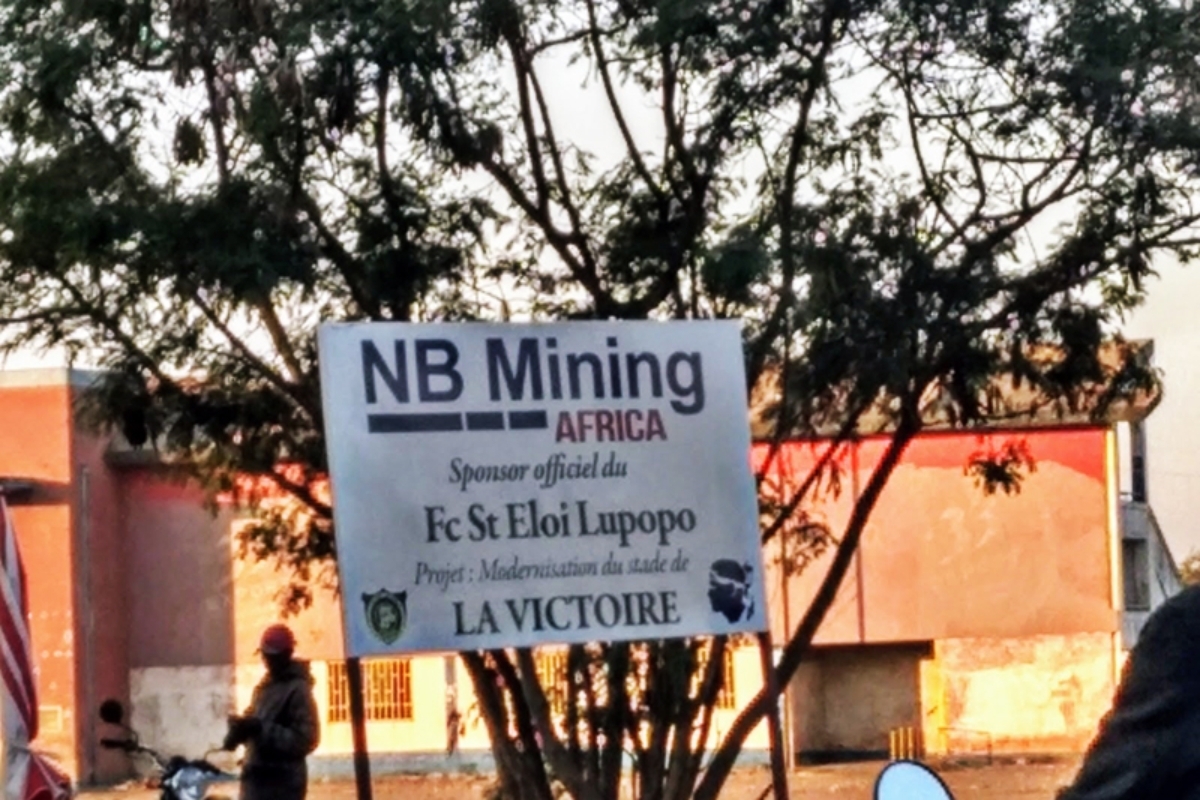 NB Mining
AFRICA
Sponsor officiel du
Fc St Eloi Lupopo
Projet : Modernisation du stade de
LA VICTOIRE